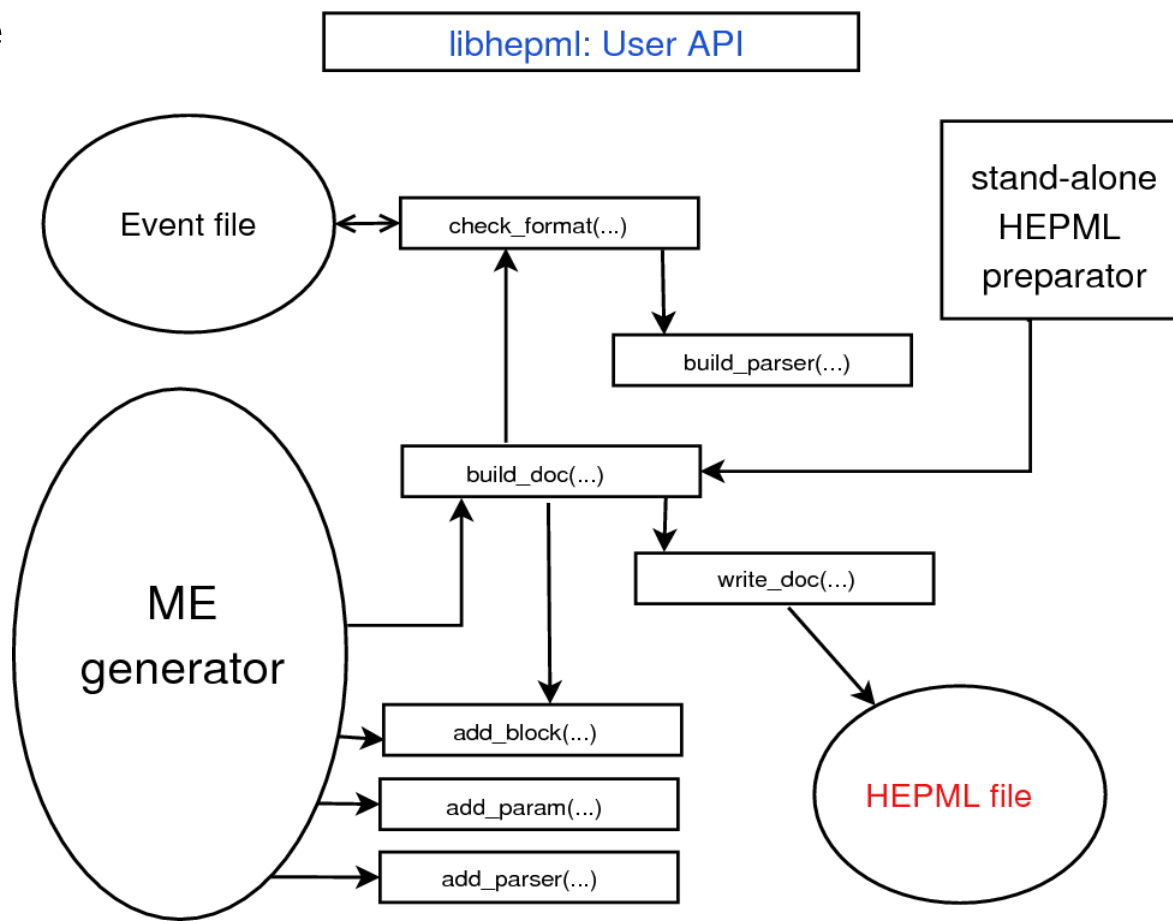 libhepml: User API
Event file
check_format(...)
stand-alone
HEPML
preparator
build_parser(...)
build_doc(...)
write_doc(...)
ME
generator
add_block(...)
add_param(...)
add_parser(...)
HEPML file